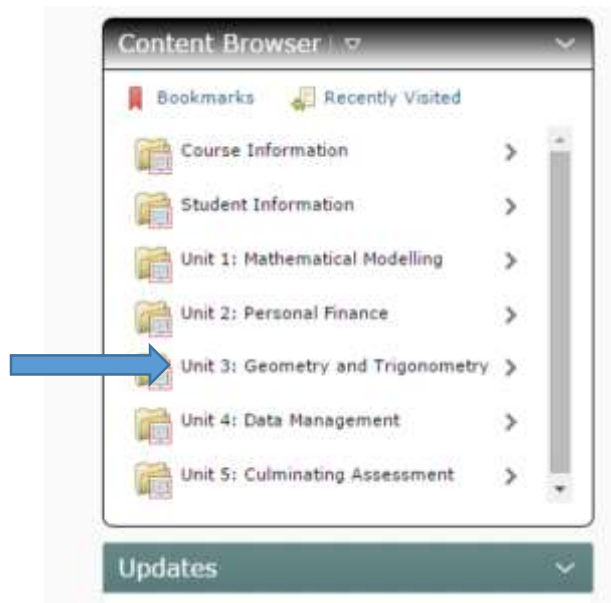 Content Browser
Bookmarks Recently Visited
Course Information
Student Information
Unit 1: Mathematical Modelling
Unit 2: Personal Finance
Unit 3: Geometry and Trigonometry
Unit 4: Data Management
Unit 5: Culminating Assessment
Updates